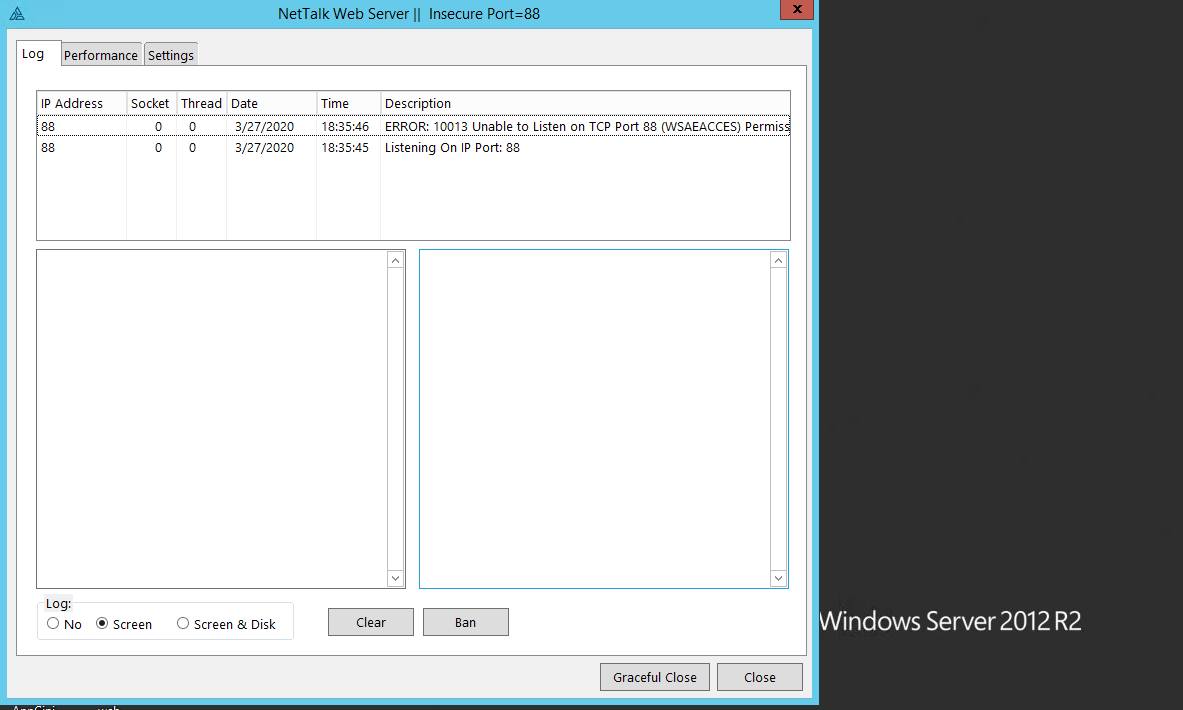 NetTalk Web Server || Insecure Port=88
x
Log Performance Settings
IP Address Socket Thread Date Time Description
88 0 0 3/27/2020 18:35:46 ERROR: 10013 Unable to Listen on TCP Port 88 (WSAEACCES) Permiss
88 0 0 3/27/2020 18:35:45 Listening On IP Port: 88
Log:
No Screen Screen & Disk
Clear Ban
Windows Server 2012 R2
Graceful Close Close